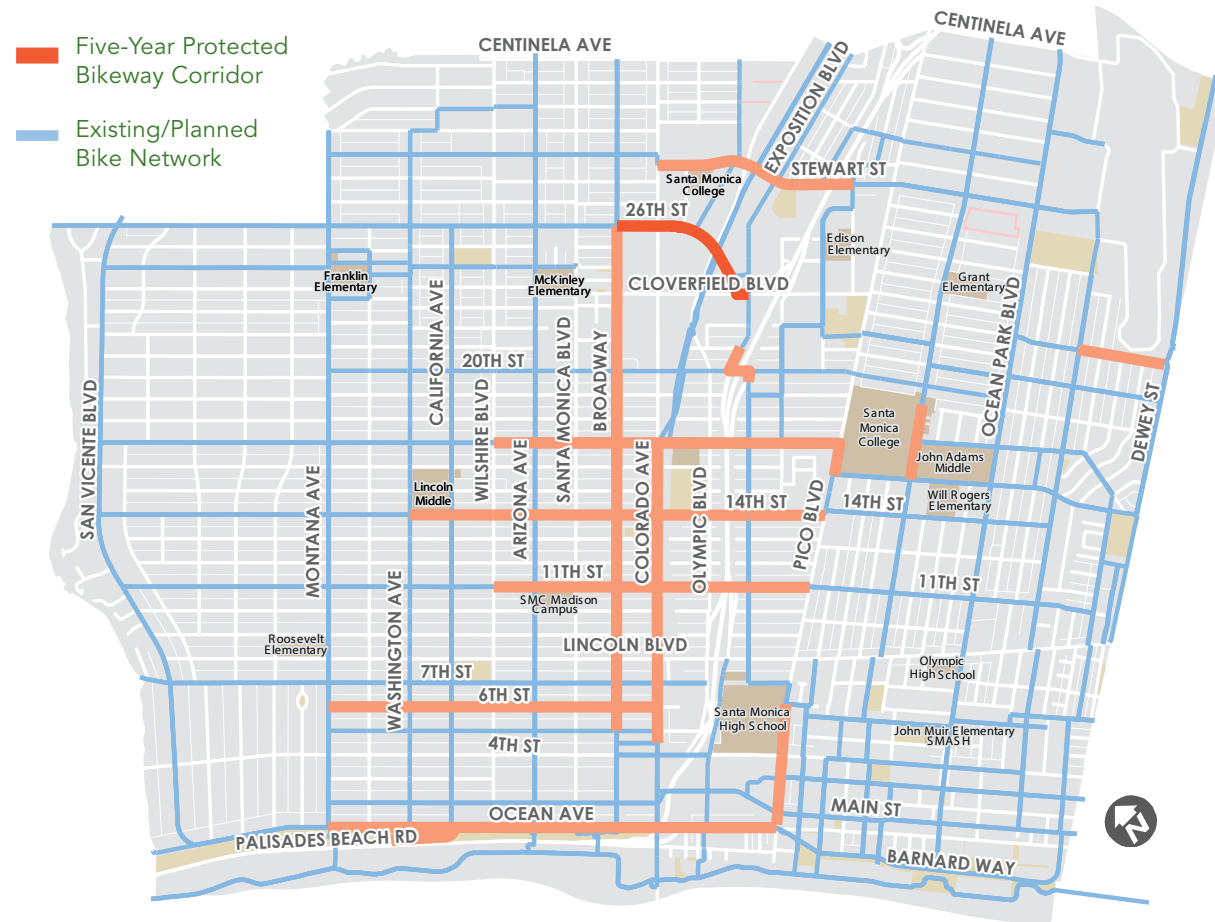 Five-Year Protected
Bikeway Corridor
Existing/Planned
Bike Network
CENTINELA AVE
CENTINELA AVE
EXPOSITION BLVD
STEWART ST
Santa Monica
College
26TH ST
Edison
Elementary
Franklin
Elementary
McKinley
Elementary
CLOVERFIELD BLVD
Grant
Elementary
CALIFORNIA AVE
SANTA MONICA BLVD
BROADWAY
OCEAN PARK BLVD
20TH ST
WILSHIRE BLVD
SAN VICENTE BLVD
DEWEY ST
Santa
Monica
College
John Adams
Middle
MONTANA AVE
Lincoln
Middle
ARIZONA AVE
COLORADO AVE
OLYMPIC BLVD
14TH ST
PICO BLVD
14TH ST
Will Rogers
Elementary
WASHINGTON AVE
11TH ST
11TH ST
SMC Madison
Campus
Roosevelt
Elementary
LINCOLN BLVD
Olympic
High School
7TH ST
6TH ST
Santa Monica
High School
4TH ST
John Muir Elementary
SMASH
OCEAN AVE
MAIN ST
PALISADES BEACH RD
BARNARD WAY
N